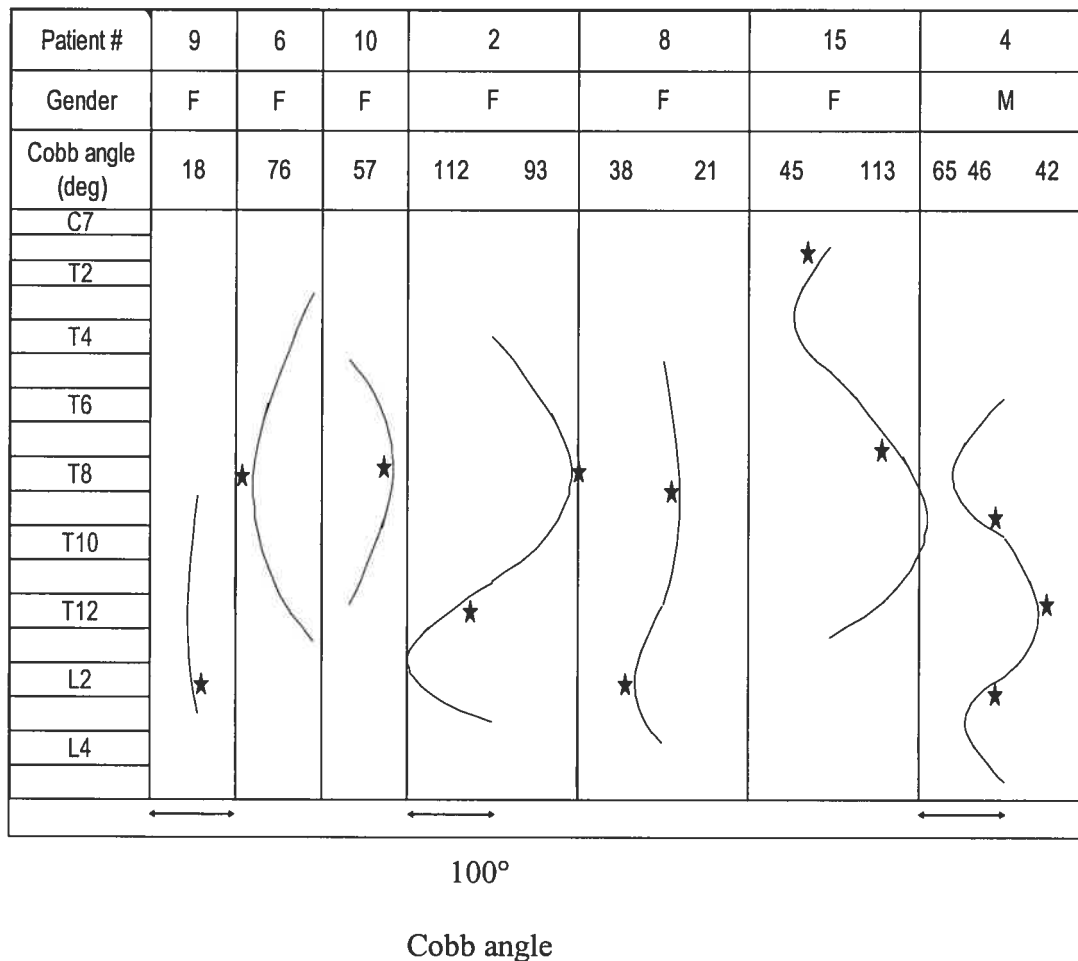 Patient # 9 6 10 2 8 15 4
Gender F F F F F F M
Cobb angle (deg) 18 76 57 112 93 38 21 45 113 65 46 42
C7
T2
T4
T6
T8
T10
T12
L2
L4
100°
Cobb angle